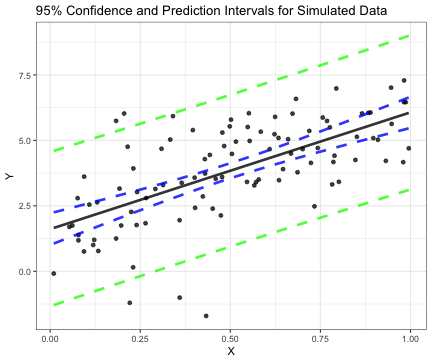 95% Confidence and Prediction Intervals for Simulated Data
7.5
5.0
2.5
0.0
Y
0.00 0.25 0.50 0.75 1.00
X